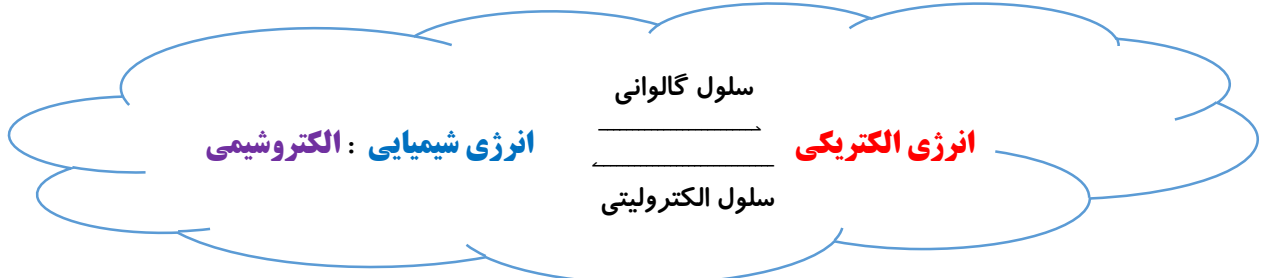 سلول گالوانی
الکتروشیمی : انرژی شیمیایی انرژی الکتریکی
سلول الکترولیتی